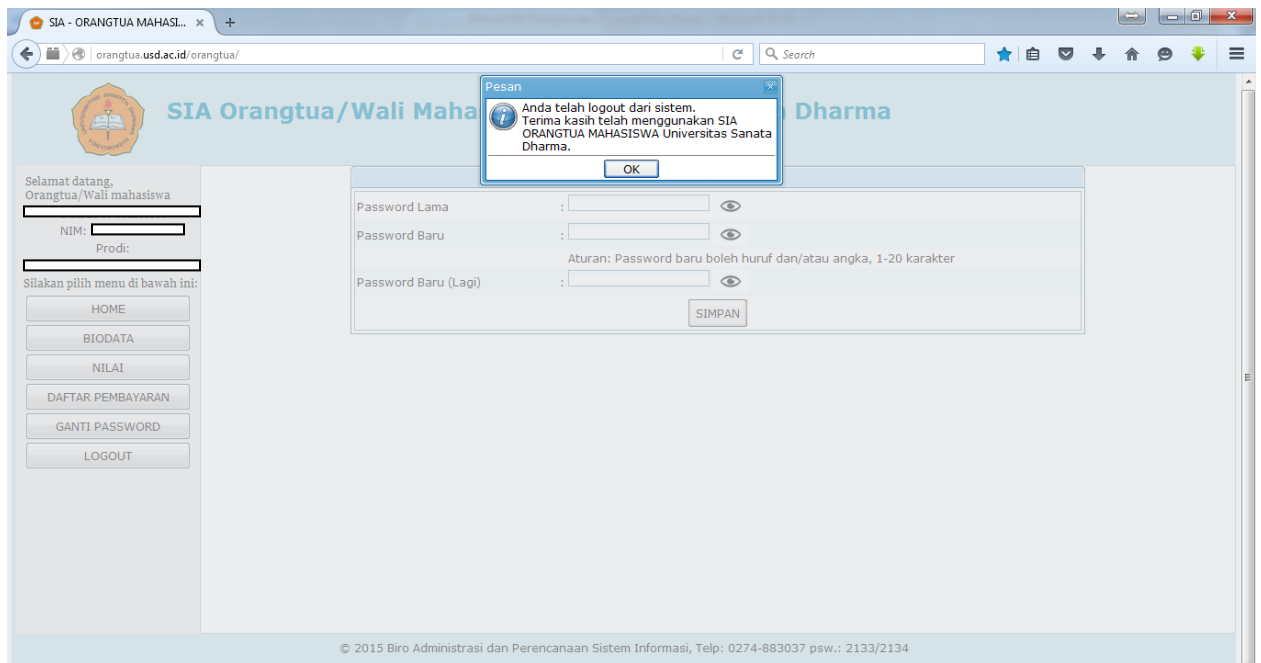 SIA - ORANGTUA MAHASI...
orangtua.usd.ac.id/orangtua/
Search
SIA Orangtua/Wali Maha
Dharma
Pesan
Anda telah logout dari sistem.
Terima kasih telah menggunakan SIA
ORANGTUA MAHASISWA Universitas Sanata
Dharma.
OK
Selamat datang,
Orangtua/Wali mahasiswa
NIM:
Prodi:
Silakan pilih menu di bawah ini:
HOME
BIODATA
NILAI
DAFTAR PEMBAYARAN
GANTI PASSWORD
LOGOUT
Password Lama :
Password Baru :
Aturan: Password baru boleh huruf dan/atau angka, 1-20 karakter
Password Baru (Lagi) :
SIMPAN
© 2015 Biro Administrasi dan Perencanaan Sistem Informasi, Telp: 0274-883037 psw.: 2133/2134